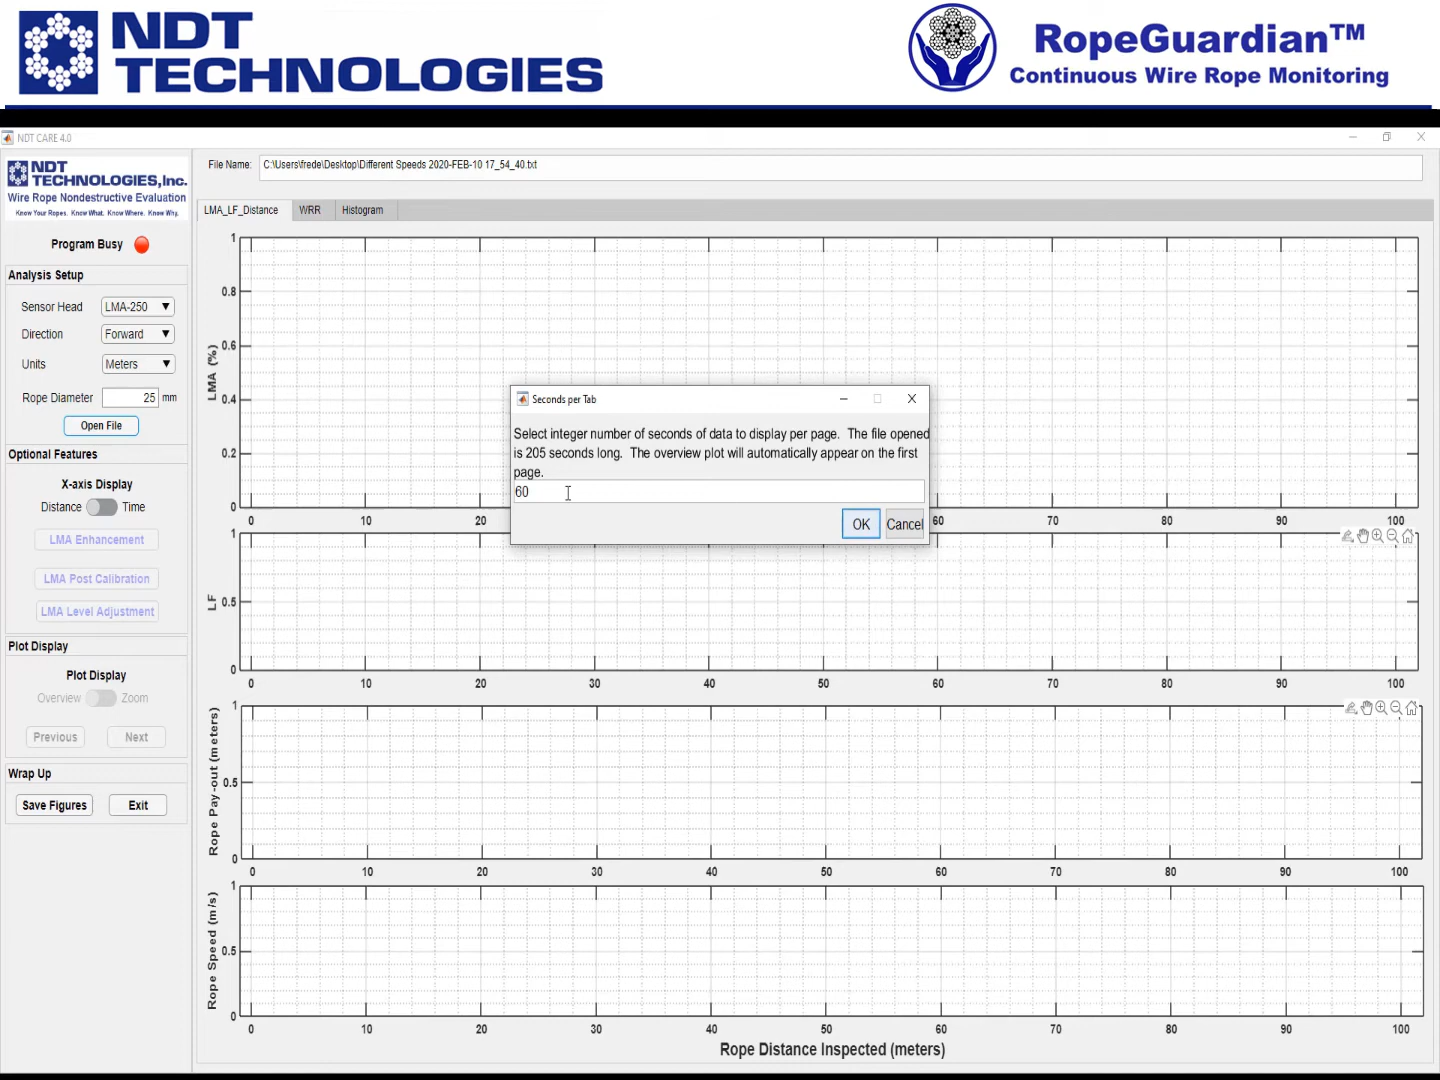 NDT
TECHNOLOGIES
RopeGuardian™
Continuous Wire Rope Monitoring
NDT CARE 4.0
NDT
TECHNOLOGIES,Inc.
Wire Rope Nondestructive Evaluation
Know Your Ropes. Know What. Know Where. Know Why.
Program Busy
Analysis Setup
Sensor Head LMA-250
Direction Forward
Units Meters
Rope Diameter 25 mm
Open File
Optional Features
X-axis Display
Distance Time
LMA Enhancement
LMA Post Calibration
LMA Level Adjustment
Plot Display
Plot Display
Overview Zoom
Previous Next
Wrap Up
Save Figures Exit
File Name: C:\Users\frede\Desktop\Different Speeds 2020-FEB-10 17_54_40.txt
LMA_LF_Distance WRR Histogram
LMA (%)
1
0.8
0.6
0.4
0.2
0
0 10 20 60 70 80 90 100
Seconds per Tab
Select integer number of seconds of data to display per page. The file opened
is 205 seconds long. The overview plot will automatically appear on the first
page.
60
OK Cancel
LF
1
0.5
0
0 10 20 30 40 50 60 70 80 90 100
Rope Pay-out (meters)
1
0.5
0
0 10 20 30 40 50 60 70 80 90 100
Rope Speed (m/s)
1
0.5
0
0 10 20 30 40 50 60 70 80 90 100
Rope Distance Inspected (meters)